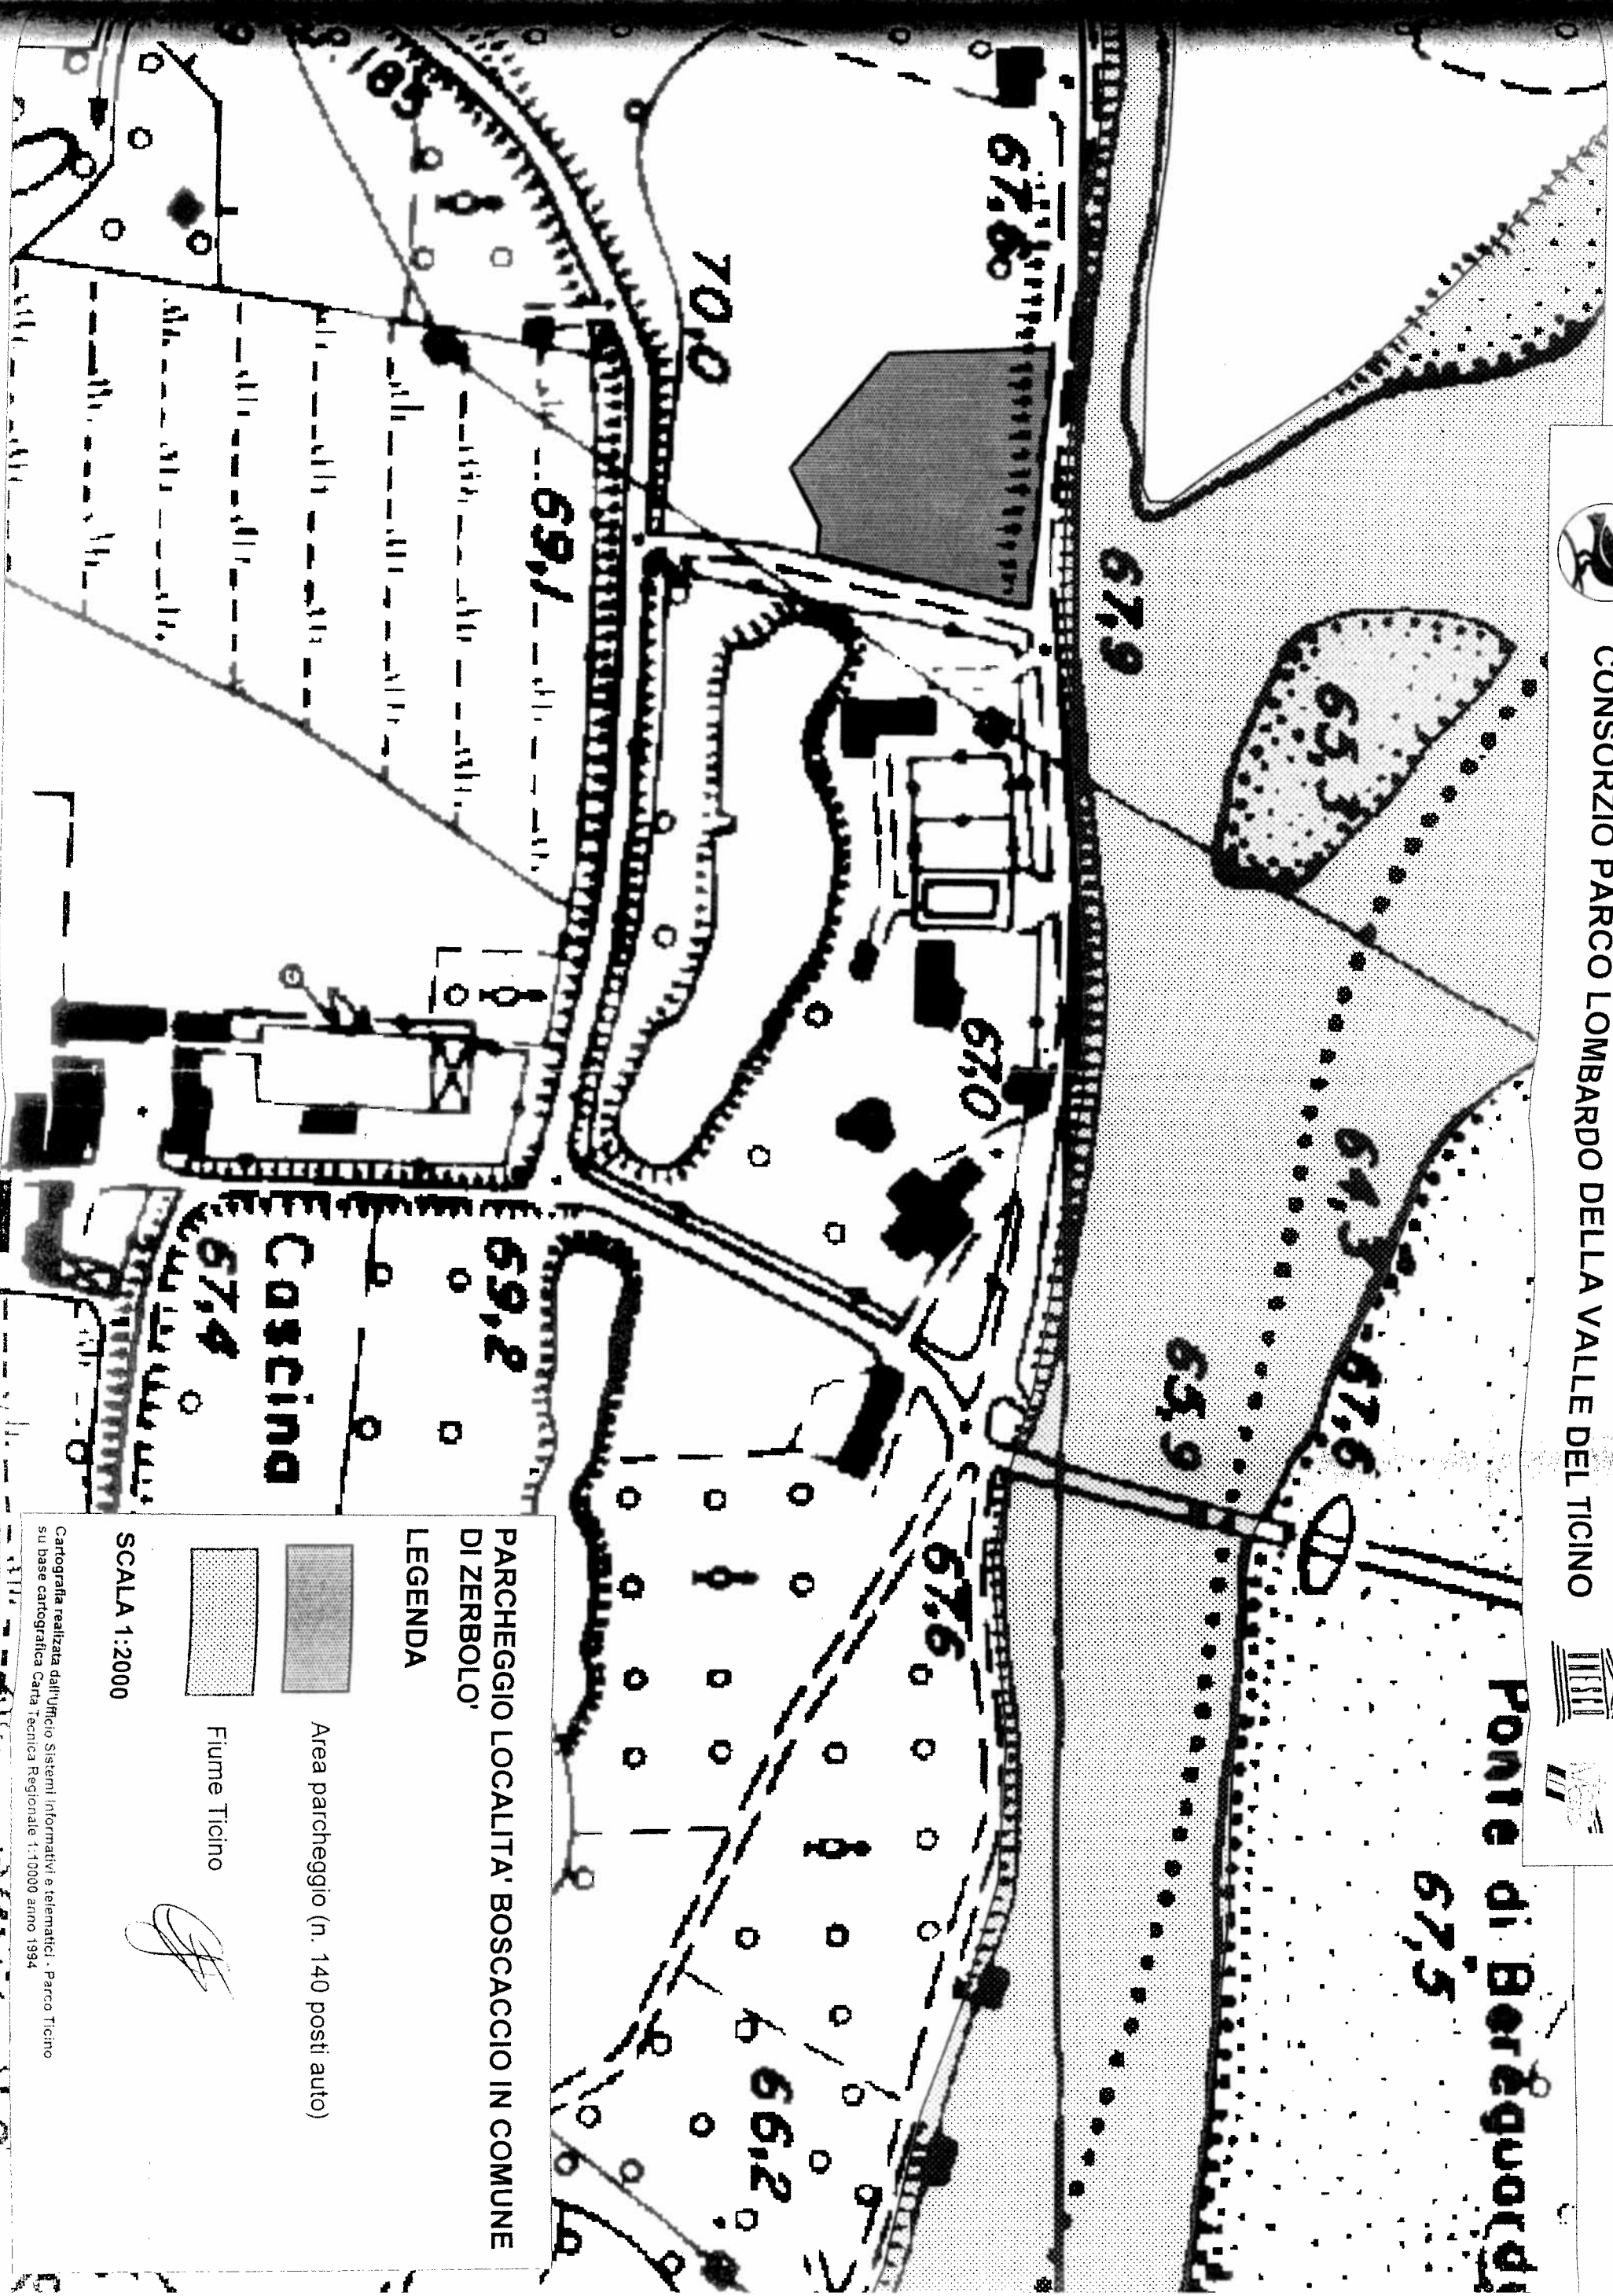 CONSORZIO PARCO LOMBARDO DELLA VALLE DEL TICINO
Ponte di Bereguardo
67,5
67,6
64,3
65,3
65,9
67,9
67,6
67,0
67,6
66,2
70,0
69,1
69,2
Cascina
67,4
185
PARCHEGGIO LOCALITA' BOSCACCIO IN COMUNE
DI ZERBOLO'
LEGENDA
Area parcheggio (n. 140 posti auto)
Fiume Ticino
SCALA 1:2000
Cartografia realizzata dall'Ufficio Sistemi Informativi e telematici - Parco Ticino
su base cartografica Carta Tecnica Regionale 1:10000 anno 1994